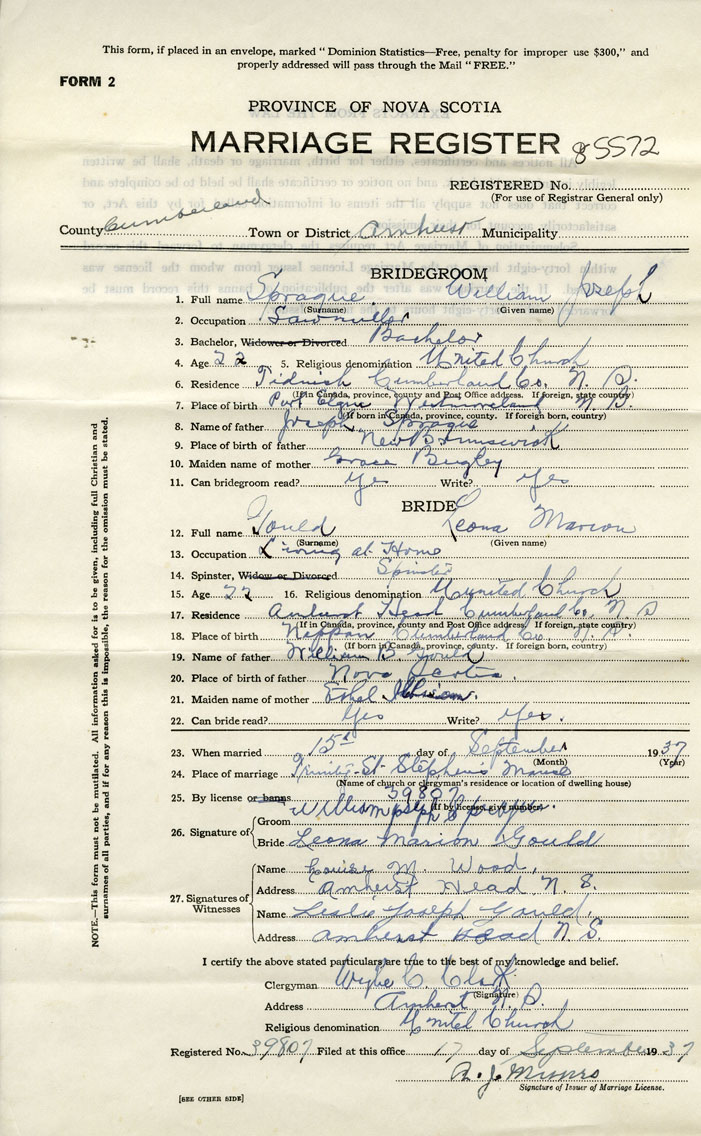 This form, if placed in an envelope, marked "Dominion Statistics—Free, penalty for improper use $300," and
properly addressed will pass through the Mail "FREE."
FORM 2
PROVINCE OF NOVA SCOTIA
MARRIAGE REGISTER 85572
REGISTERED No.
(For use of Registrar General only)
County Cumberland Town or District Amherst Municipality
BRIDEGROOM
1. Full name Sprague William Joseph
(Surname) (Given name)
2. Occupation Sawmiller
3. Bachelor, Widower or Divorced Bachelor
4. Age 22 5. Religious denomination United Church
6. Residence Tidnish Cumberland Co. N. S.
(If in Canada, province, county and Post Office address. If foreign, state country)
7. Place of birth Port Elgin Westmorland N. B.
(If born in Canada, province, county. If foreign born, country)
8. Name of father Joseph Sprague
9. Place of birth of father New Brunswick
10. Maiden name of mother Grace
11. Can bridegroom read? Yes Write? Yes
BRIDE
12. Full name Gould Leona Marion
(Surname) (Given name)
13. Occupation Living at Home
14. Spinster, Widow or Divorced Spinster
15. Age 22 16. Religious denomination United Church
17. Residence Amherst Head Cumberland Co. N. S
(If in Canada, province, county and Post Office address. If foreign, state country)
18. Place of birth Nappan Cumberland Co. N. S.
(If born in Canada, province, county. If foreign born, country)
19. Name of father William B. Gould
20. Place of birth of father Nova Scotia.
21. Maiden name of mother Ethel
22. Can bride read? Yes Write? Yes.
23. When married 15th day of September 1937
(Month) (Year)
24. Place of marriage Trinity-St. Stephen's Manse
(Name of church or clergyman's residence or location of dwelling house)
25. By license or banns 39807
(If by license, give number)
26. Signature of
Groom William Joseph Sprague
Bride Leona Marion Gould
27. Signatures of Witnesses
Name Louise M. Wood,
Address Amherst Head N. S.
Name Leslie Joseph Gould
Address Amherst Head N. S.
I certify the above stated particulars are true to the best of my knowledge and belief.
Clergyman C. Clark
(Signature)
Address Amherst N. S.
Religious denomination United Church
Registered No. 39807 Filed at this office 17 day of September 1937
R. J. Munro
Signature of Issuer of Marriage License.
[SEE OTHER SIDE]
NOTE.—This form must not be mutilated. All information asked for is to be given, including full Christian and
surnames of all parties, and if for any reason this is impossible, the reason for the omission must be stated.